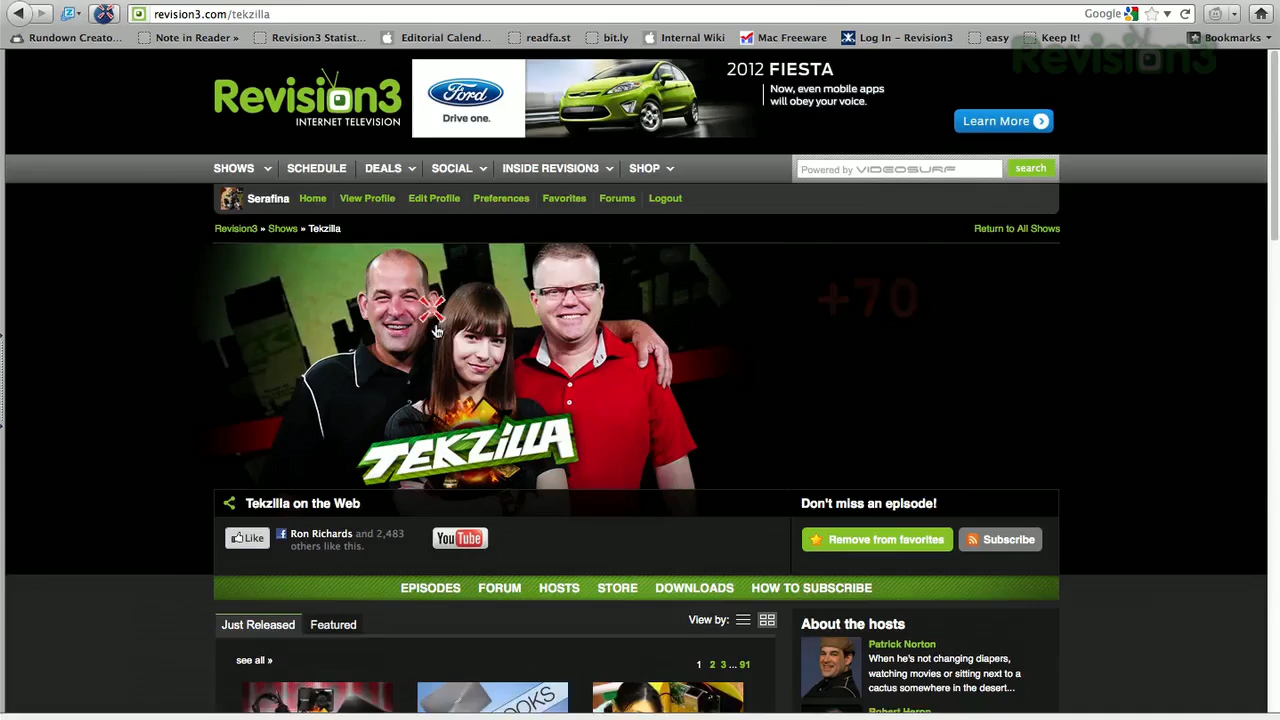 revision3.com/tekzilla
Google
Rundown Creato...
Note in Reader »
Revision3 Statist...
Editorial Calend...
readfa.st
bit.ly
Internal Wiki
Mac Freeware
Log In - Revision3
easy
Keep It!
Bookmarks
Revision3
Revision3
INTERNET TELEVISION
Ford
Drive one.
2012 FIESTA
Now, even mobile apps
will obey your voice.
Learn More
SHOWS
SCHEDULE
DEALS
SOCIAL
INSIDE REVISION3
SHOP
Powered by VIDEOSURF
search
Serafina
Home
View Profile
Edit Profile
Preferences
Favorites
Forums
Logout
Revision3 » Shows » Tekzilla
Return to All Shows
+70
TEKZILLA
Tekzilla on the Web
Don't miss an episode!
Like
Ron Richards and 2,483
others like this.
YouTube
Remove from favorites
Subscribe
EPISODES
FORUM
HOSTS
STORE
DOWNLOADS
HOW TO SUBSCRIBE
Just Released
Featured
View by:
About the hosts
see all »
1 2 3 ... 91
Patrick Norton
When he's not changing diapers,
watching movies or sitting next to a
cactus somewhere in the desert...
Robert Heron